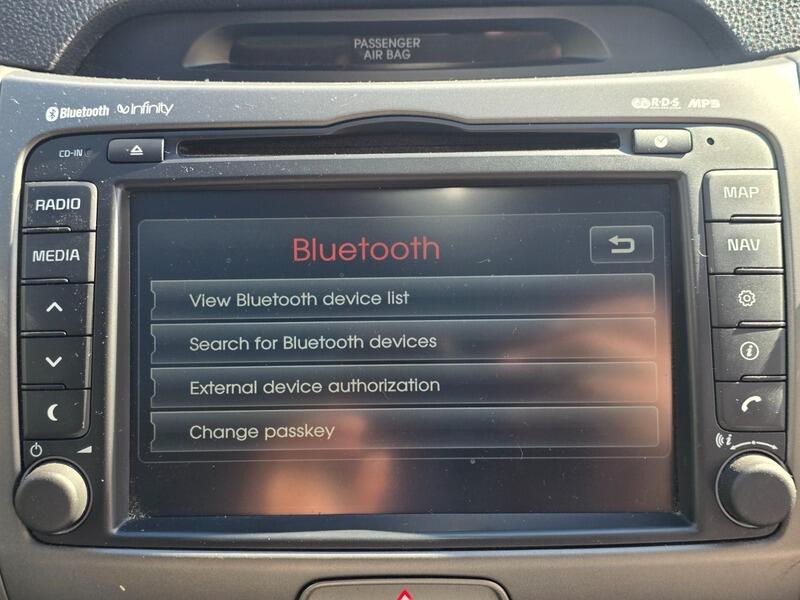 PASSENGER
AIR BAG
Bluetooth
Infinity
R·D·S
MP3
CD-IN
RADIO
MEDIA
MAP
NAV
Bluetooth
View Bluetooth device list
Search for Bluetooth devices
External device authorization
Change passkey